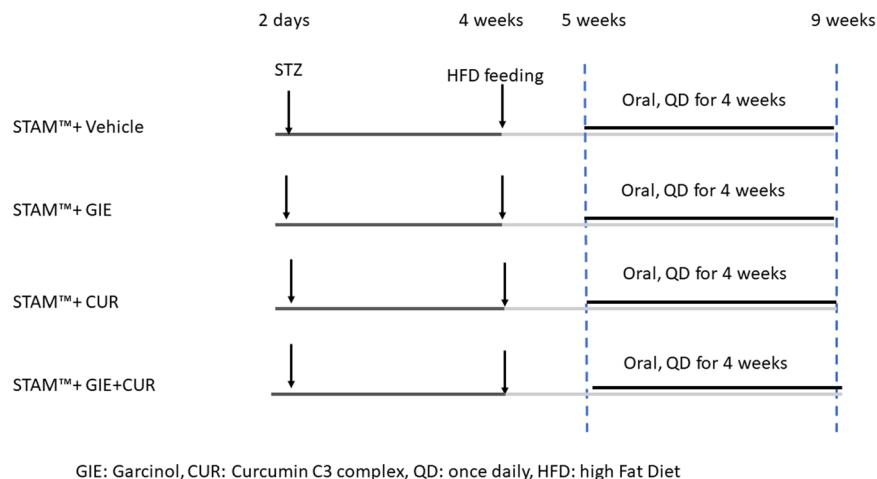 2 days 4 weeks 5 weeks 9 weeks
STZ
HFD feeding
Oral, QD for 4 weeks
STAM™+ Vehicle
Oral, QD for 4 weeks
STAM™+ GIE
Oral, QD for 4 weeks
STAM™+ CUR
Oral, QD for 4 weeks
STAM™+ GIE+CUR
GIE: Garcinol, CUR: Curcumin C3 complex, QD: once daily, HFD: high Fat Diet